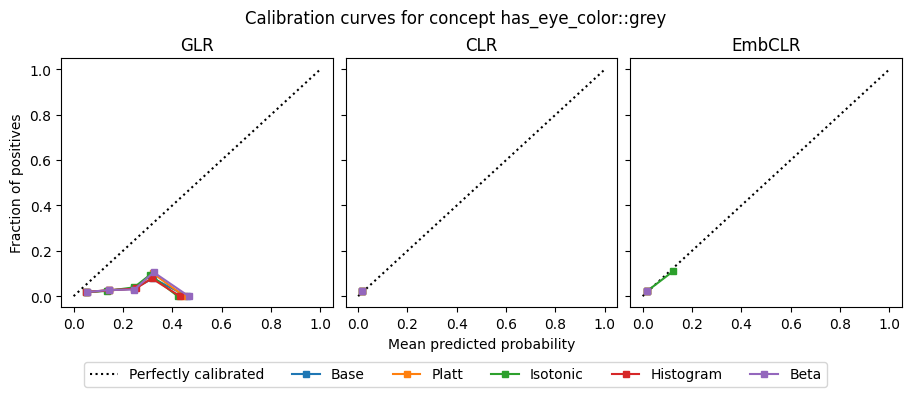 Calibration curves for concept has_eye_color::grey
GLR
CLR
EmbCLR
Fraction of positives
1.0
0.8
0.6
0.4
0.2
0.0
0.0 0.2 0.4 0.6 0.8 1.0
0.0 0.2 0.4 0.6 0.8 1.0
0.0 0.2 0.4 0.6 0.8 1.0
Mean predicted probability
Perfectly calibrated Base Platt Isotonic Histogram Beta